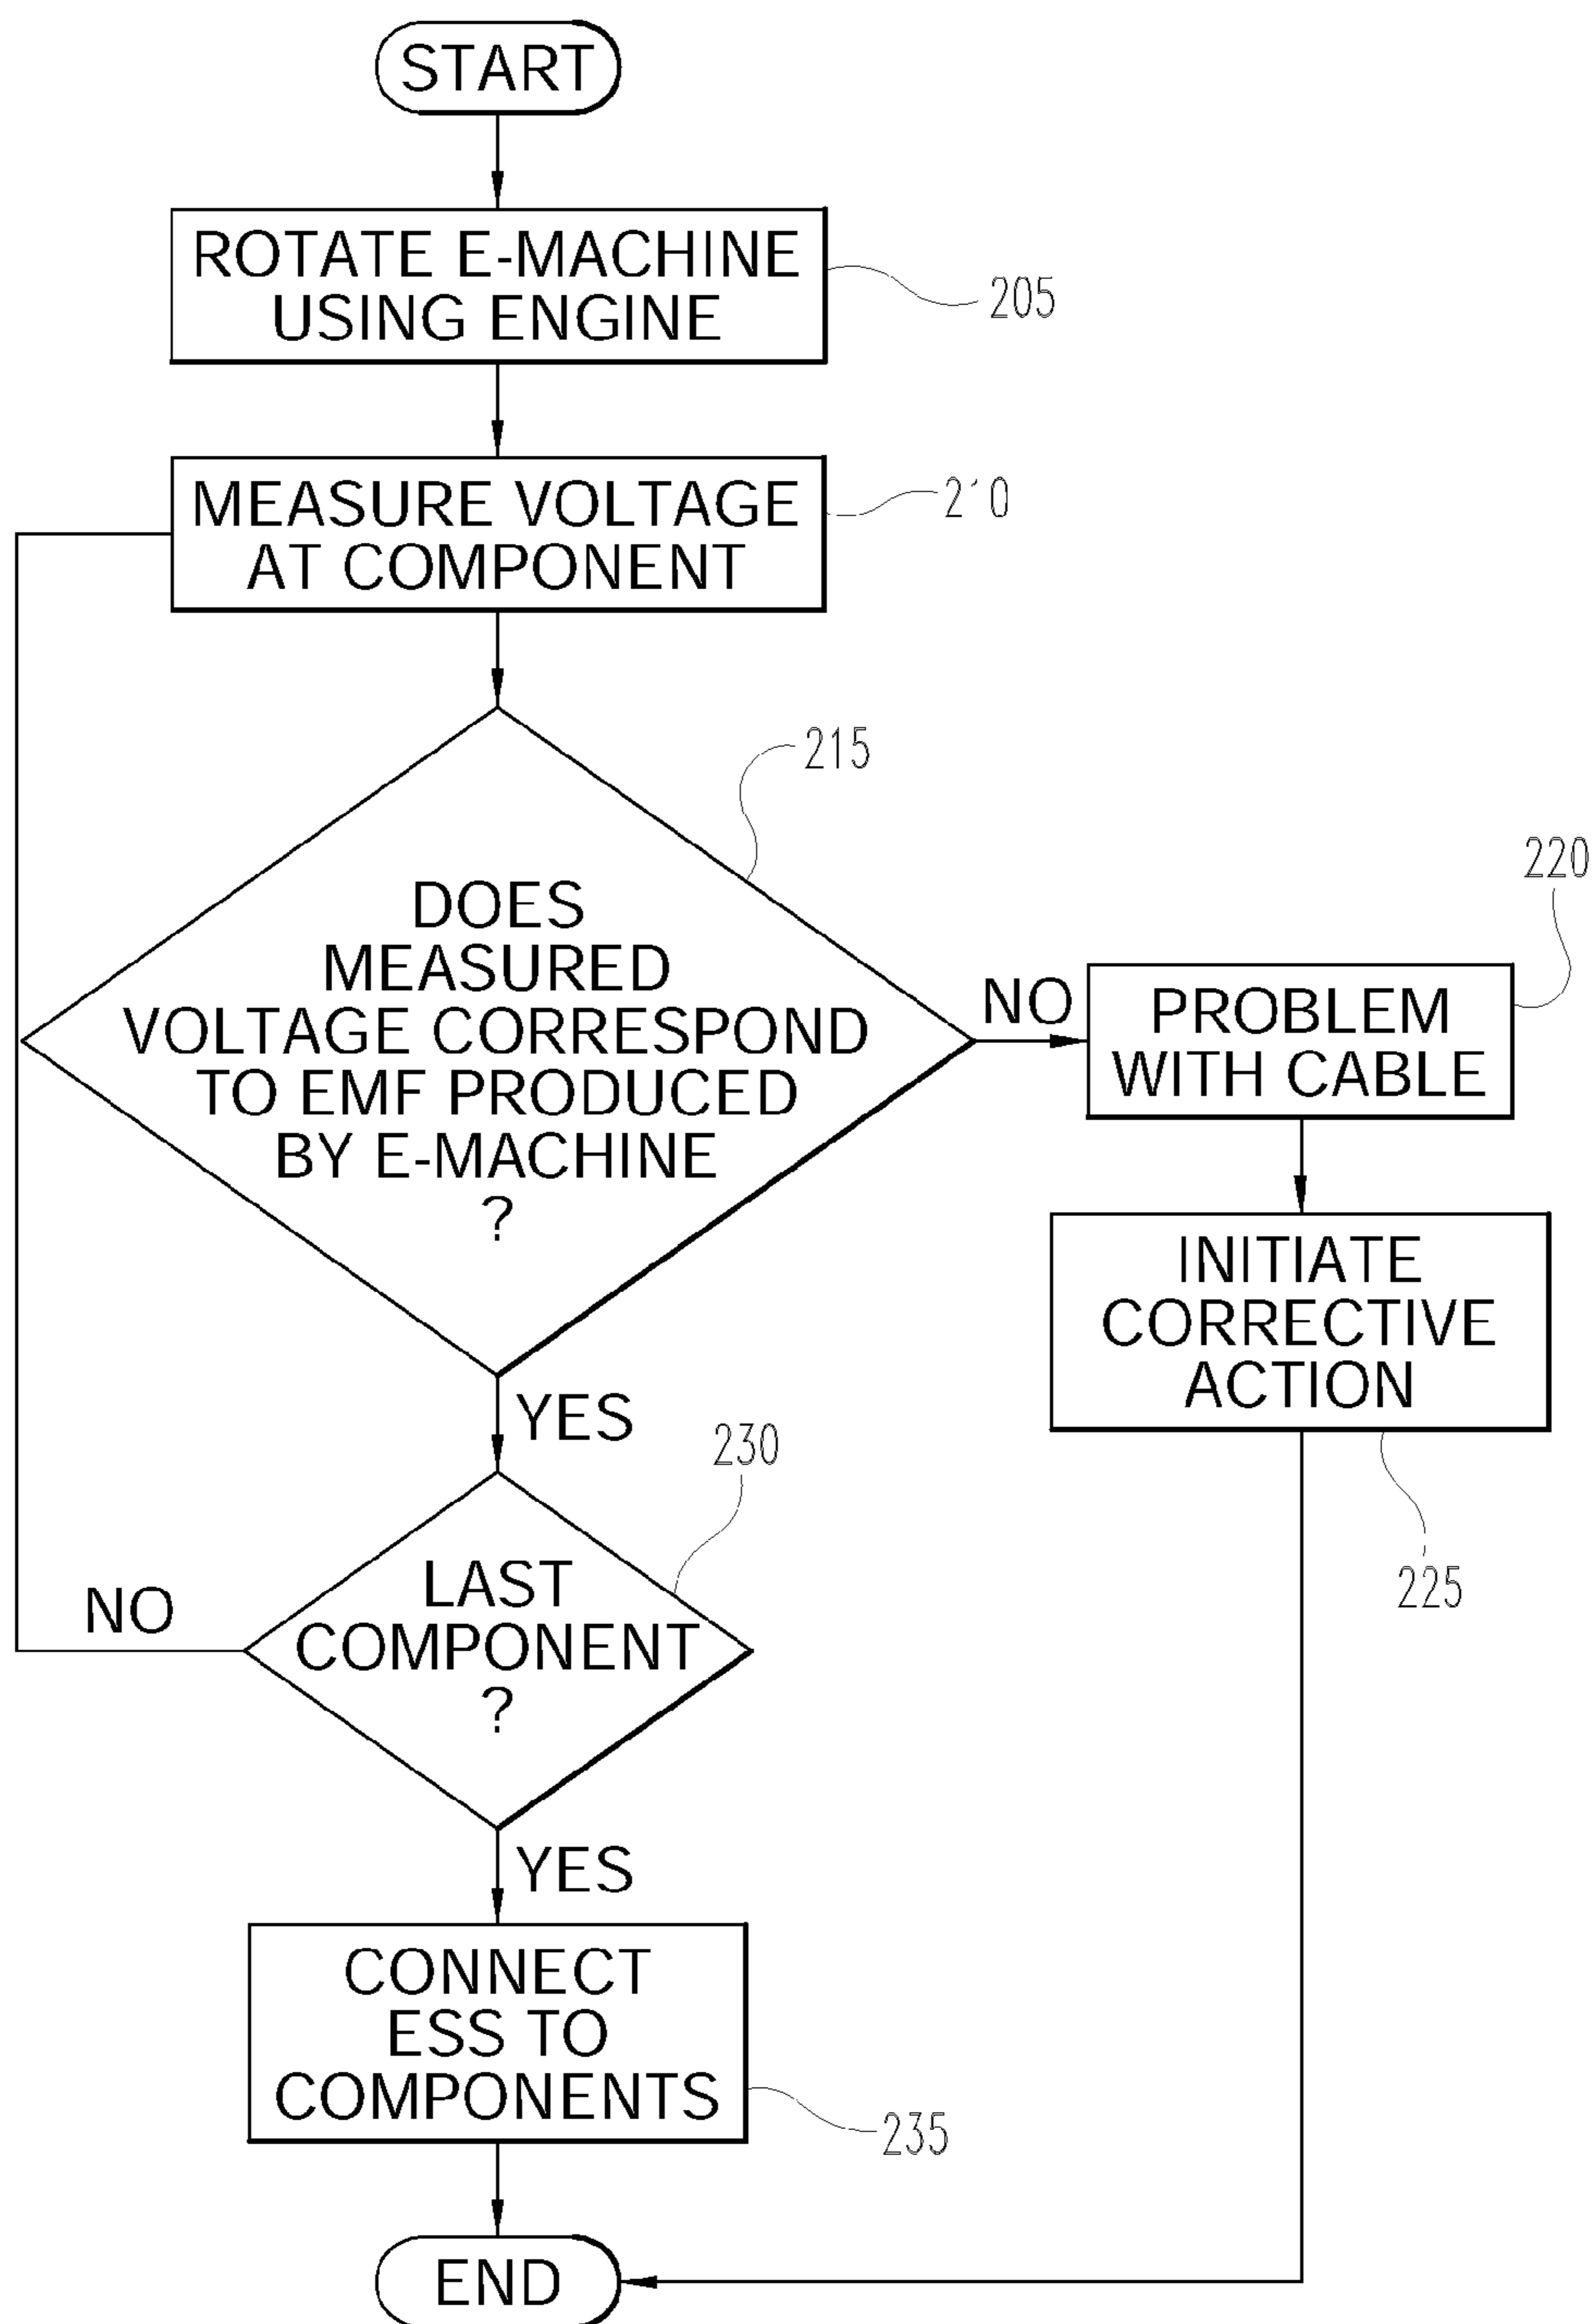 START
ROTATE E-MACHINE
USING ENGINE
205
MEASURE VOLTAGE
AT COMPONENT
210
215
DOES
MEASURED
VOLTAGE CORRESPOND
TO EMF PRODUCED
BY E-MACHINE
?
NO
220
PROBLEM
WITH CABLE
INITIATE
CORRECTIVE
ACTION
225
YES
230
LAST
COMPONENT
?
NO
YES
CONNECT
ESS TO
COMPONENTS
235
END